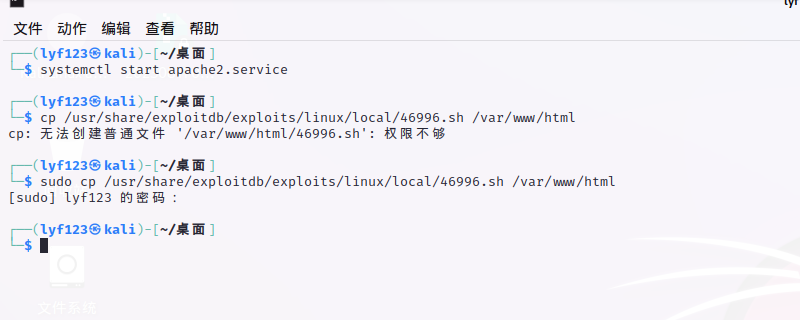 lyf
文件 动作 编辑 查看 帮助
┌──(lyf123㉿kali)-[~/桌面]
└─$ systemctl start apache2.service
┌──(lyf123㉿kali)-[~/桌面]
└─$ cp /usr/share/exploitdb/exploits/linux/local/46996.sh /var/www/html
cp: 无法创建普通文件 '/var/www/html/46996.sh': 权限不够
┌──(lyf123㉿kali)-[~/桌面]
└─$ sudo cp /usr/share/exploitdb/exploits/linux/local/46996.sh /var/www/html
[sudo] lyf123 的密码：
┌──(lyf123㉿kali)-[~/桌面]
└─$
文件系统